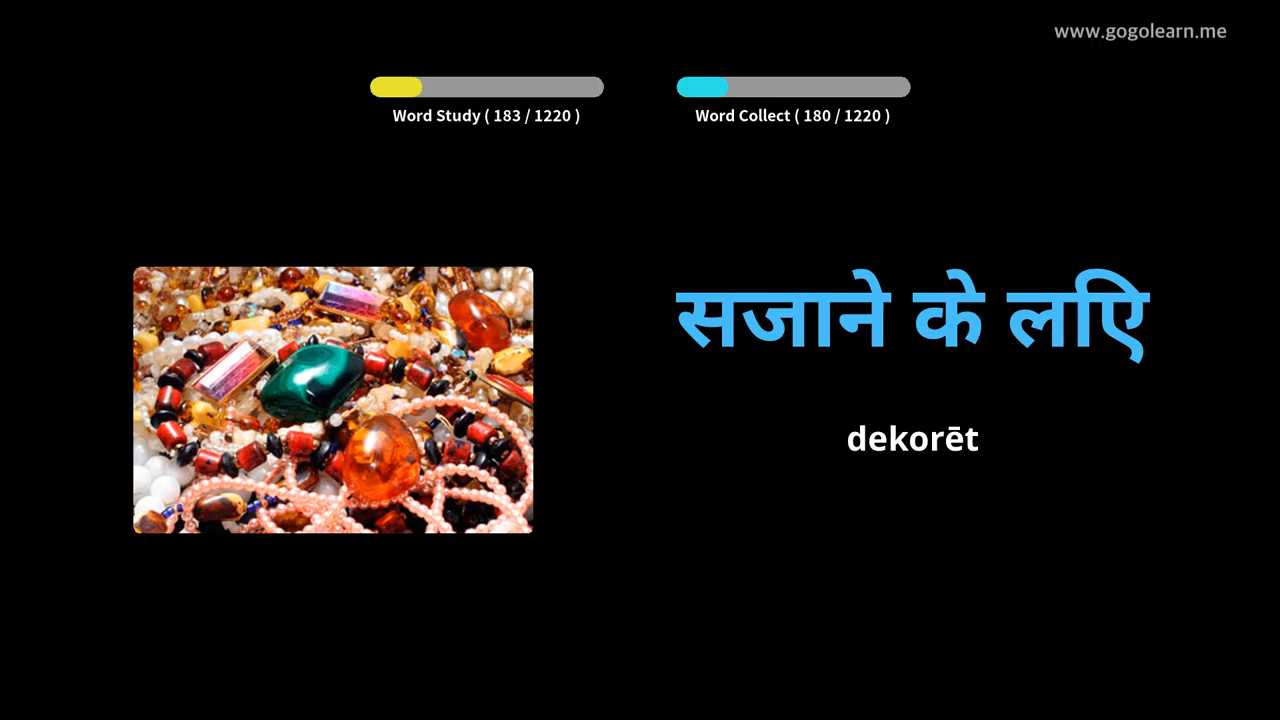 www.gogolearn.me
Word Study ( 183 / 1220 )
Word Collect ( 180 / 1220 )
सजाने के लिए
dekorēt